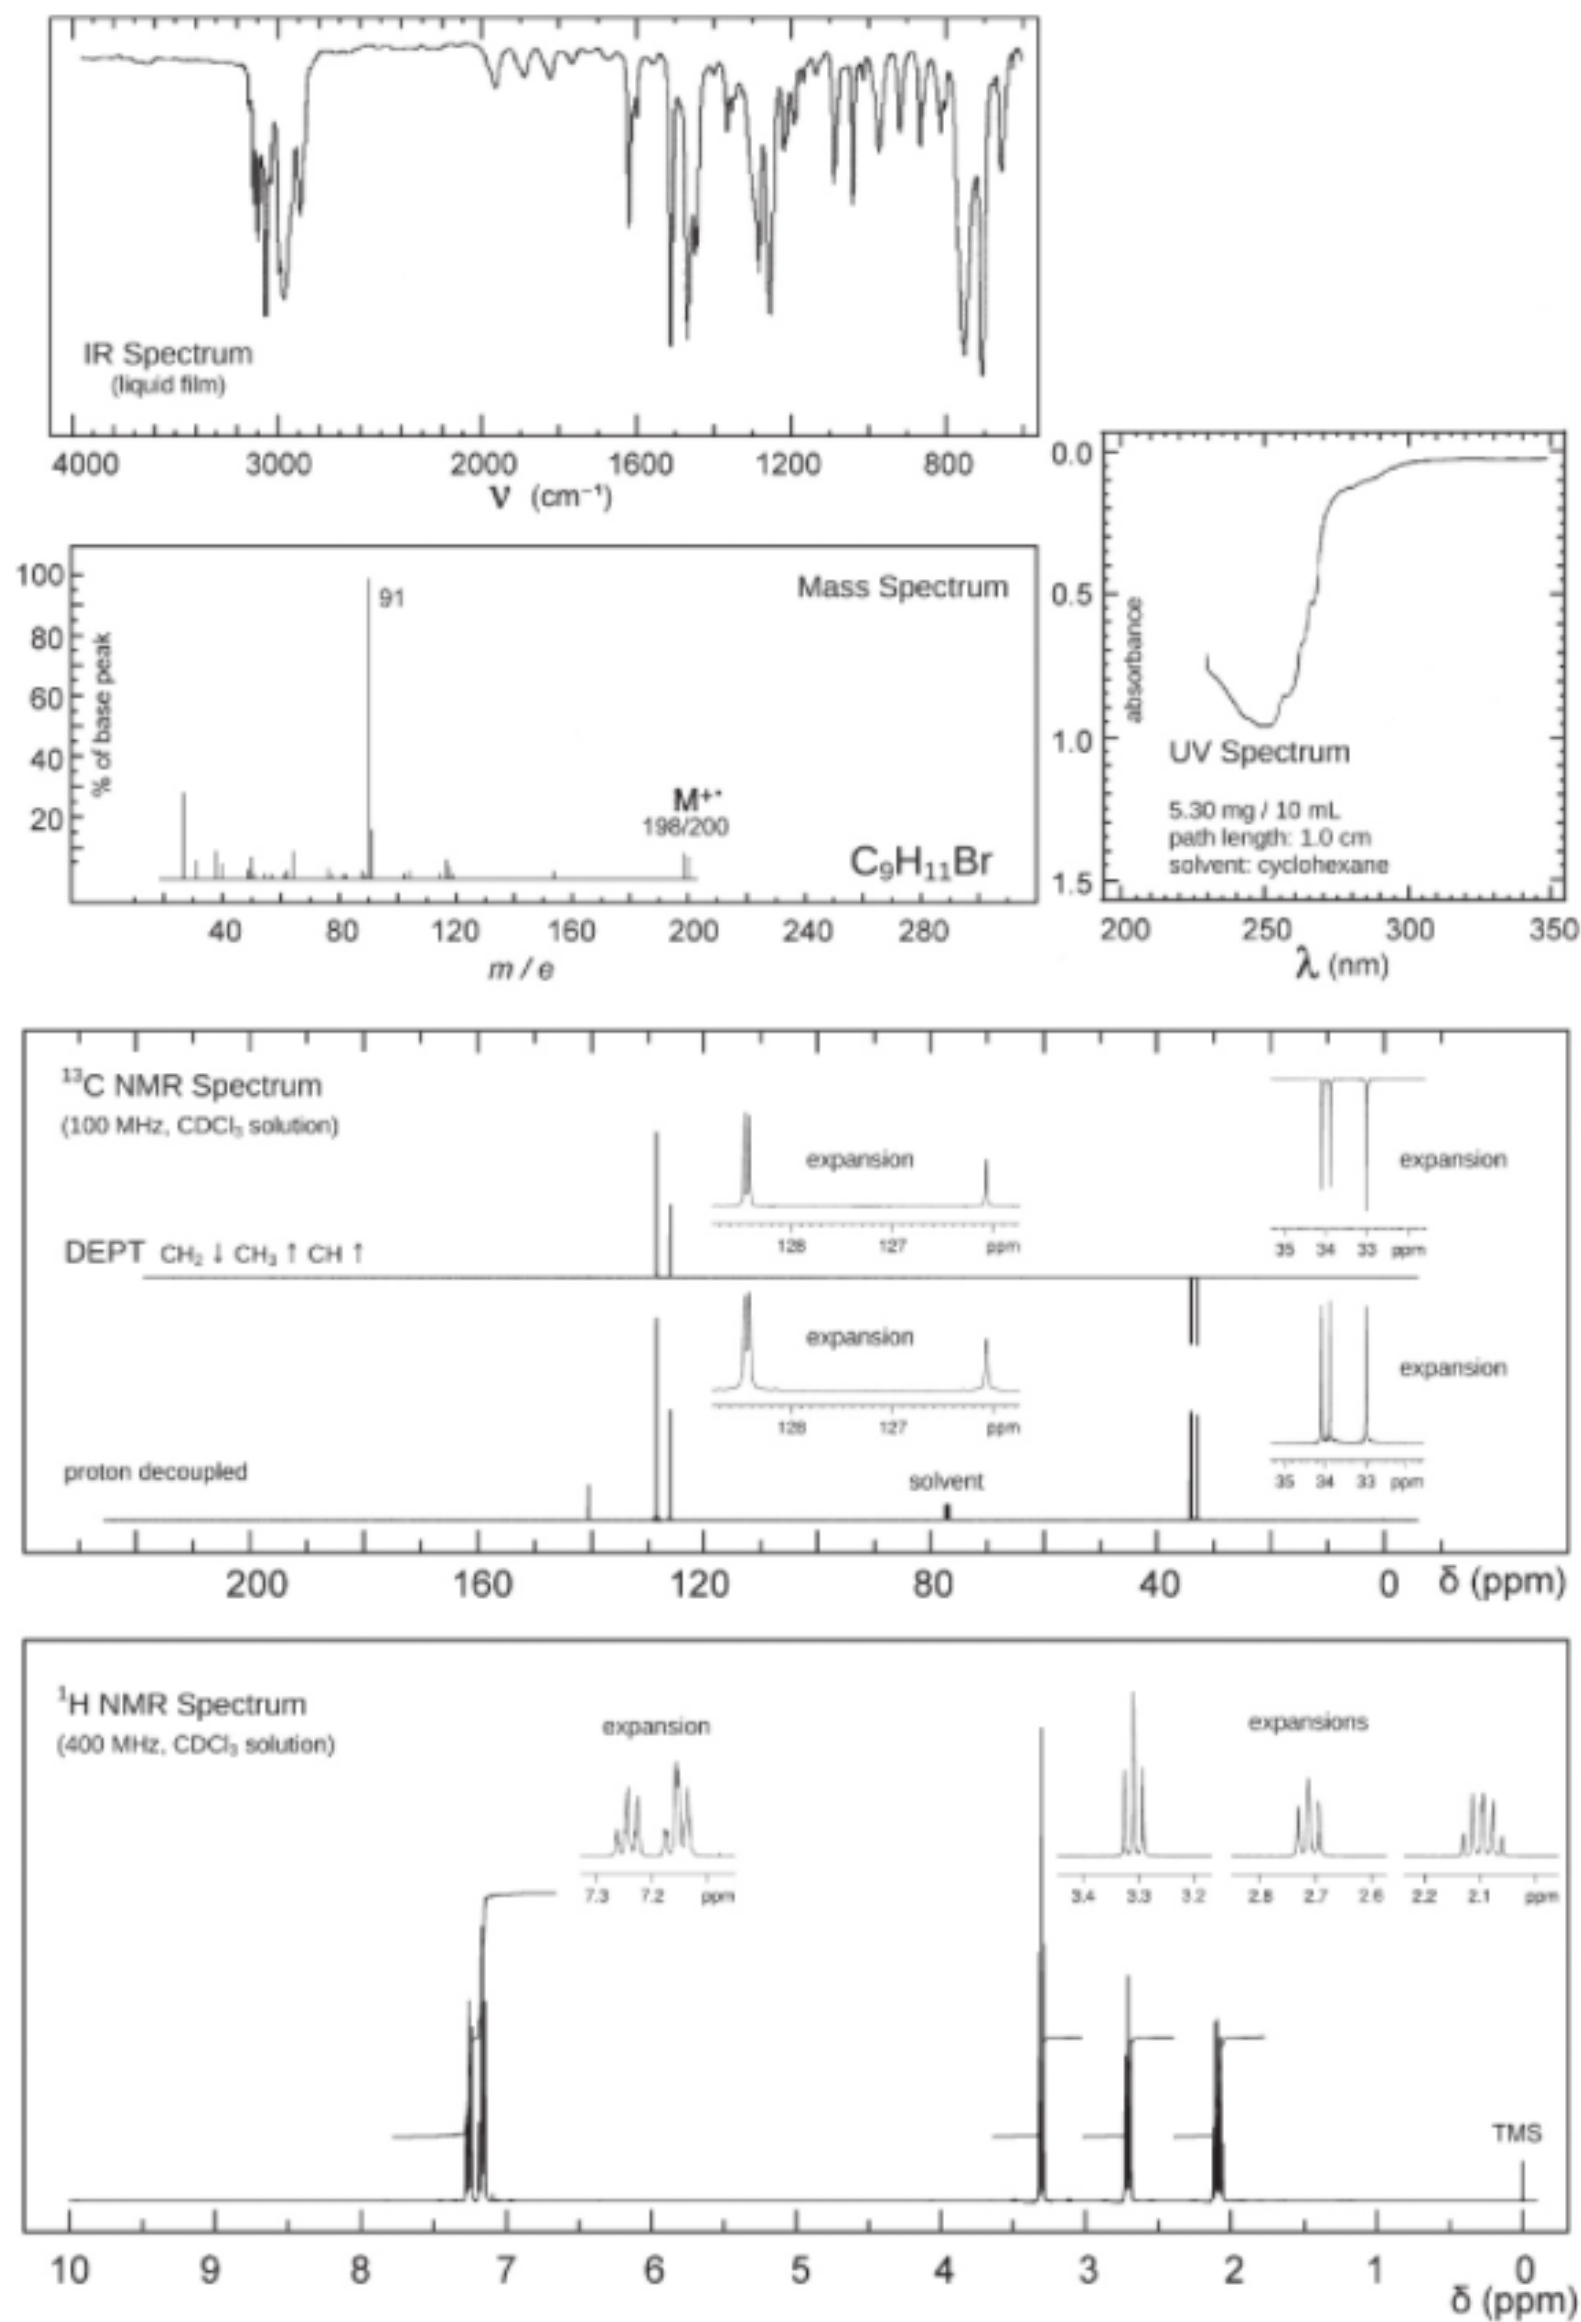 IR Spectrum
(liquid film)
4000 3000 2000 1600 1200 800
ν (cm⁻¹)
100
80
60
40
20
% of base peak
91
Mass Spectrum
M⁺•
198/200
C₉H₁₁Br
40 80 120 160 200 240 280
m / e
0.0
0.5
1.0
1.5
absorbance
UV Spectrum
5.30 mg / 10 mL
path length: 1.0 cm
solvent: cyclohexane
200 250 300 350
λ (nm)
¹³C NMR Spectrum
(100 MHz, CDCl₃ solution)
expansion
128 127 ppm
expansion
35 34 33 ppm
DEPT CH₂ ↓ CH₃ ↑ CH ↑
expansion
128 127 ppm
expansion
35 34 33 ppm
proton decoupled
solvent
200 160 120 80 40 0 δ (ppm)
¹H NMR Spectrum
(400 MHz, CDCl₃ solution)
expansion
7.3 7.2 ppm
expansions
3.4 3.3 3.2
2.8 2.7 2.6
2.2 2.1 ppm
TMS
10 9 8 7 6 5 4 3 2 1 0
δ (ppm)